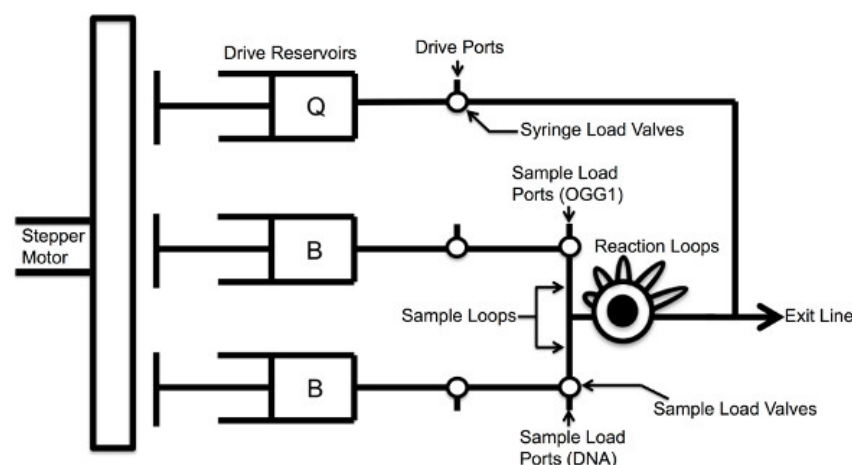 Drive Reservoirs
Drive Ports
Q
Syringe Load Valves
Sample Load
Ports (OGG1)
Stepper
Motor
B
Reaction Loops
Sample Loops
Exit Line
B
Sample Load Valves
Sample Load
Ports (DNA)